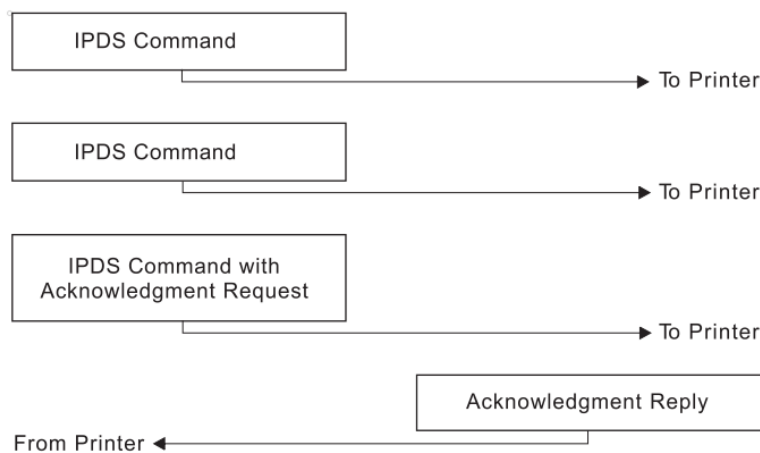 IPDS Command
To Printer
IPDS Command
To Printer
IPDS Command with
Acknowledgment Request
To Printer
Acknowledgment Reply
From Printer